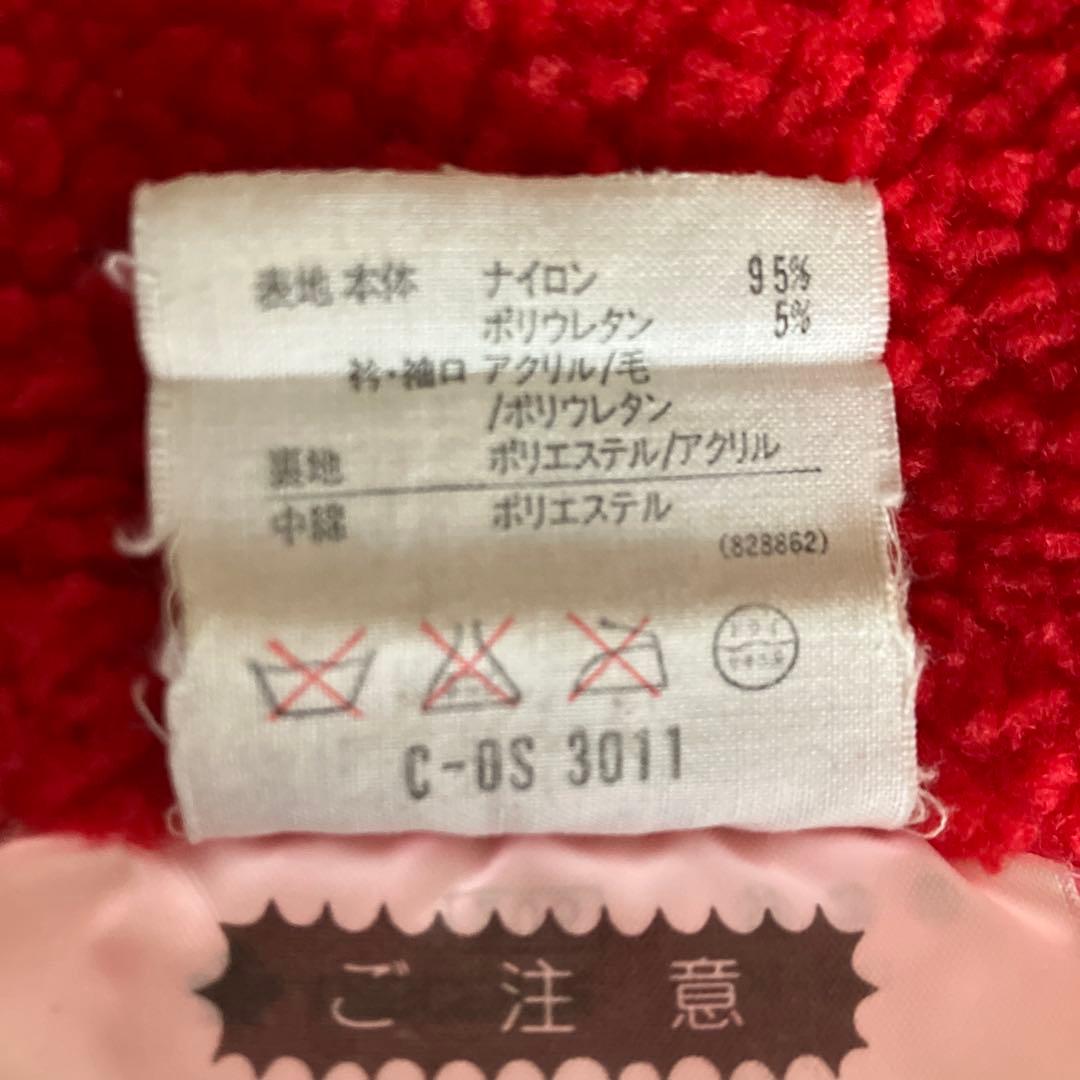 表地 本体 ナイロン 95%
ポリウレタン 5%
衿・袖口 アクリル/毛
/ポリウレタン
裏地 ポリエステル/アクリル
中綿 ポリエステル
(828862)
C-OS 3011
ご注意